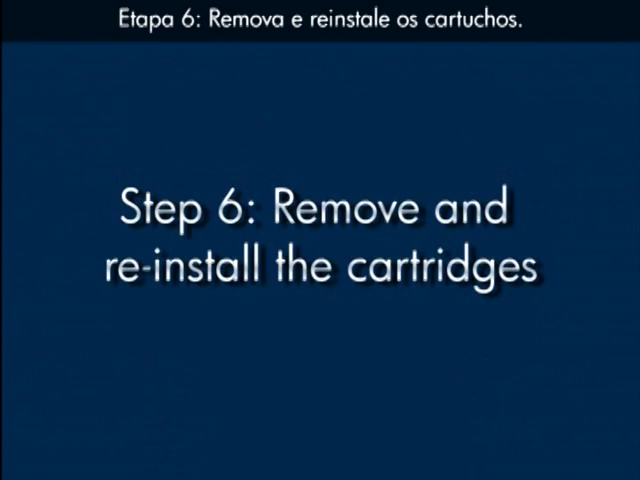 Etapa 6: Remova e reinstale os cartuchos.
Step 6: Remove and
re-install the cartridges